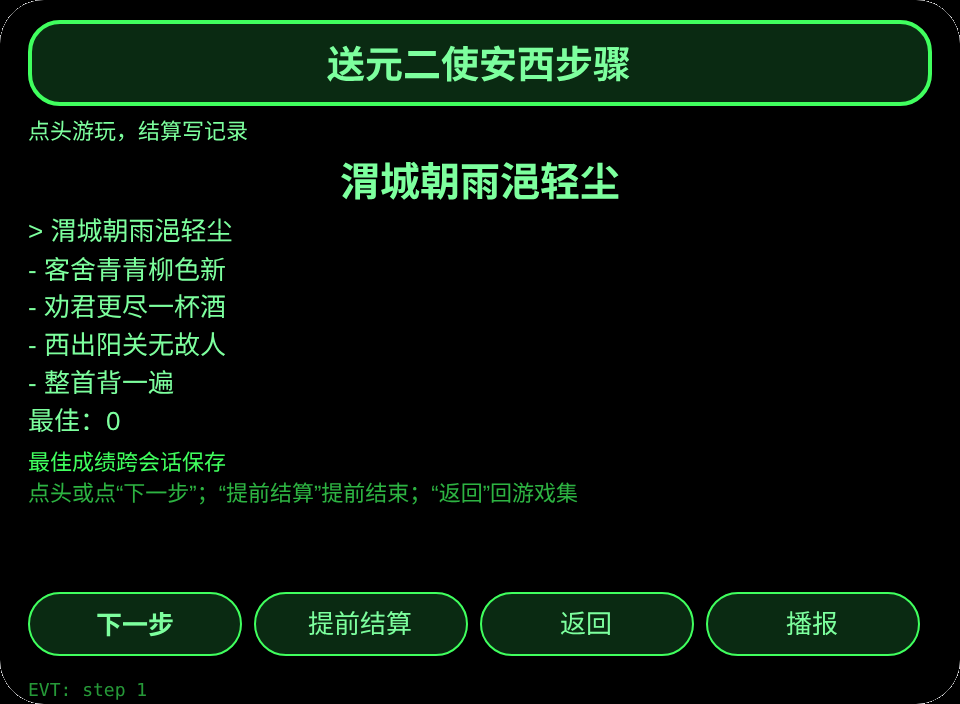 送元二使安西步骤
点头游玩，结算写记录
渭城朝雨浥轻尘
> 渭城朝雨浥轻尘
- 客舍青青柳色新
- 劝君更尽一杯酒
- 西出阳关无故人
- 整首背一遍
最佳：0
最佳成绩跨会话保存
点头或点“下一步”；“提前结算”提前结束；“返回”回游戏集
下一步
提前结算
返回
播报
EVT: step 1